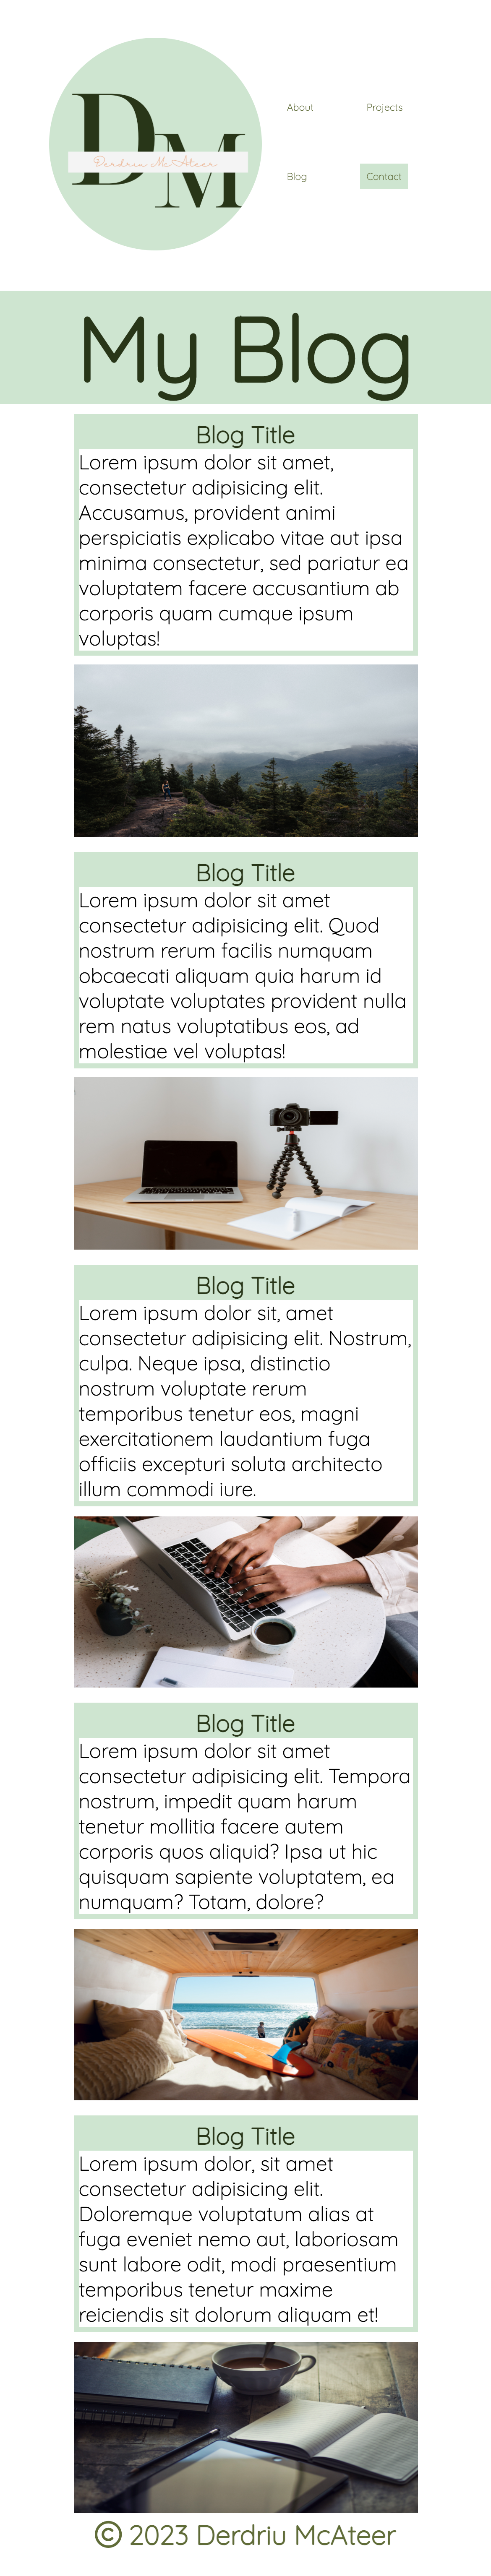 DM
Derdriu McAteer
About
Projects
Blog
Contact
My Blog
Blog Title
Lorem ipsum dolor sit amet,
consectetur adipisicing elit.
Accusamus, provident animi
perspiciatis explicabo vitae aut ipsa
minima consectetur, sed pariatur ea
voluptatem facere accusantium ab
corporis quam cumque ipsum
voluptas!
Blog Title
Lorem ipsum dolor sit amet
consectetur adipisicing elit. Quod
nostrum rerum facilis numquam
obcaecati aliquam quia harum id
voluptate voluptates provident nulla
rem natus voluptatibus eos, ad
molestiae vel voluptas!
Blog Title
Lorem ipsum dolor sit, amet
consectetur adipisicing elit. Nostrum,
culpa. Neque ipsa, distinctio
nostrum voluptate rerum
temporibus tenetur eos, magni
exercitationem laudantium fuga
officiis excepturi soluta architecto
illum commodi iure.
Blog Title
Lorem ipsum dolor sit amet
consectetur adipisicing elit. Tempora
nostrum, impedit quam harum
tenetur mollitia facere autem
corporis quos aliquid? Ipsa ut hic
quisquam sapiente voluptatem, ea
numquam? Totam, dolore?
Blog Title
Lorem ipsum dolor, sit amet
consectetur adipisicing elit.
Doloremque voluptatum alias at
fuga eveniet nemo aut, laboriosam
sunt labore odit, modi praesentium
temporibus tenetur maxime
reiciendis sit dolorum aliquam et!
© 2023 Derdriu McAteer